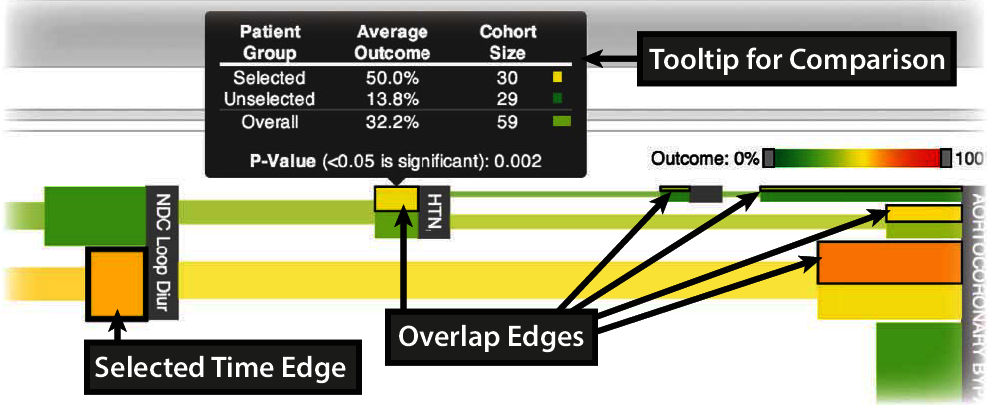 Patient Average Cohort
Group Outcome Size
Selected 50.0% 30
Unselected 13.8% 29
Overall 32.2% 59
P-Value (<0.05 is significant): 0.002
Tooltip for Comparison
Outcome: 0% 100
NDC Loop Diur
HTN
AORTOCORONARY BYP
Overlap Edges
Selected Time Edge